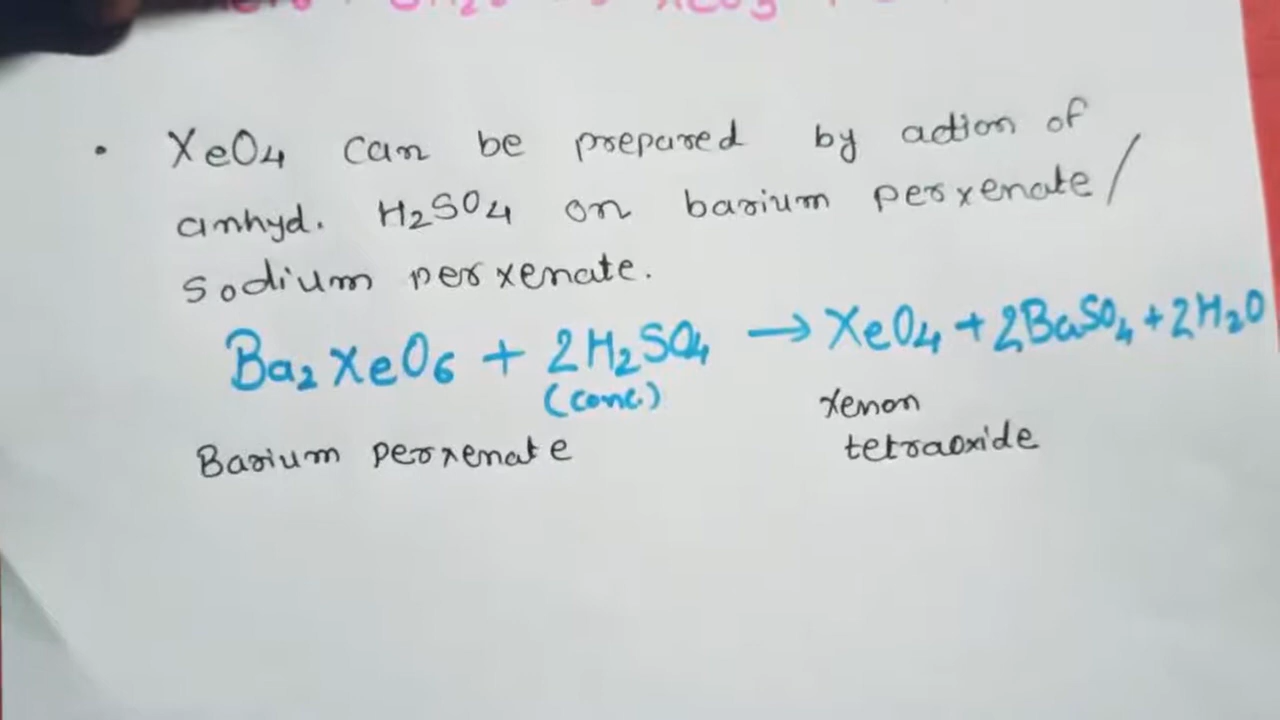 • XeO4 can be prepared by action of
anhyd. H2SO4 on barium perxenate/
sodium perxenate.
Ba2XeO6 + 2H2SO4 → XeO4 + 2BaSO4 + 2H2O
(conc.)
xenon
Barium perxenate tetraoxide